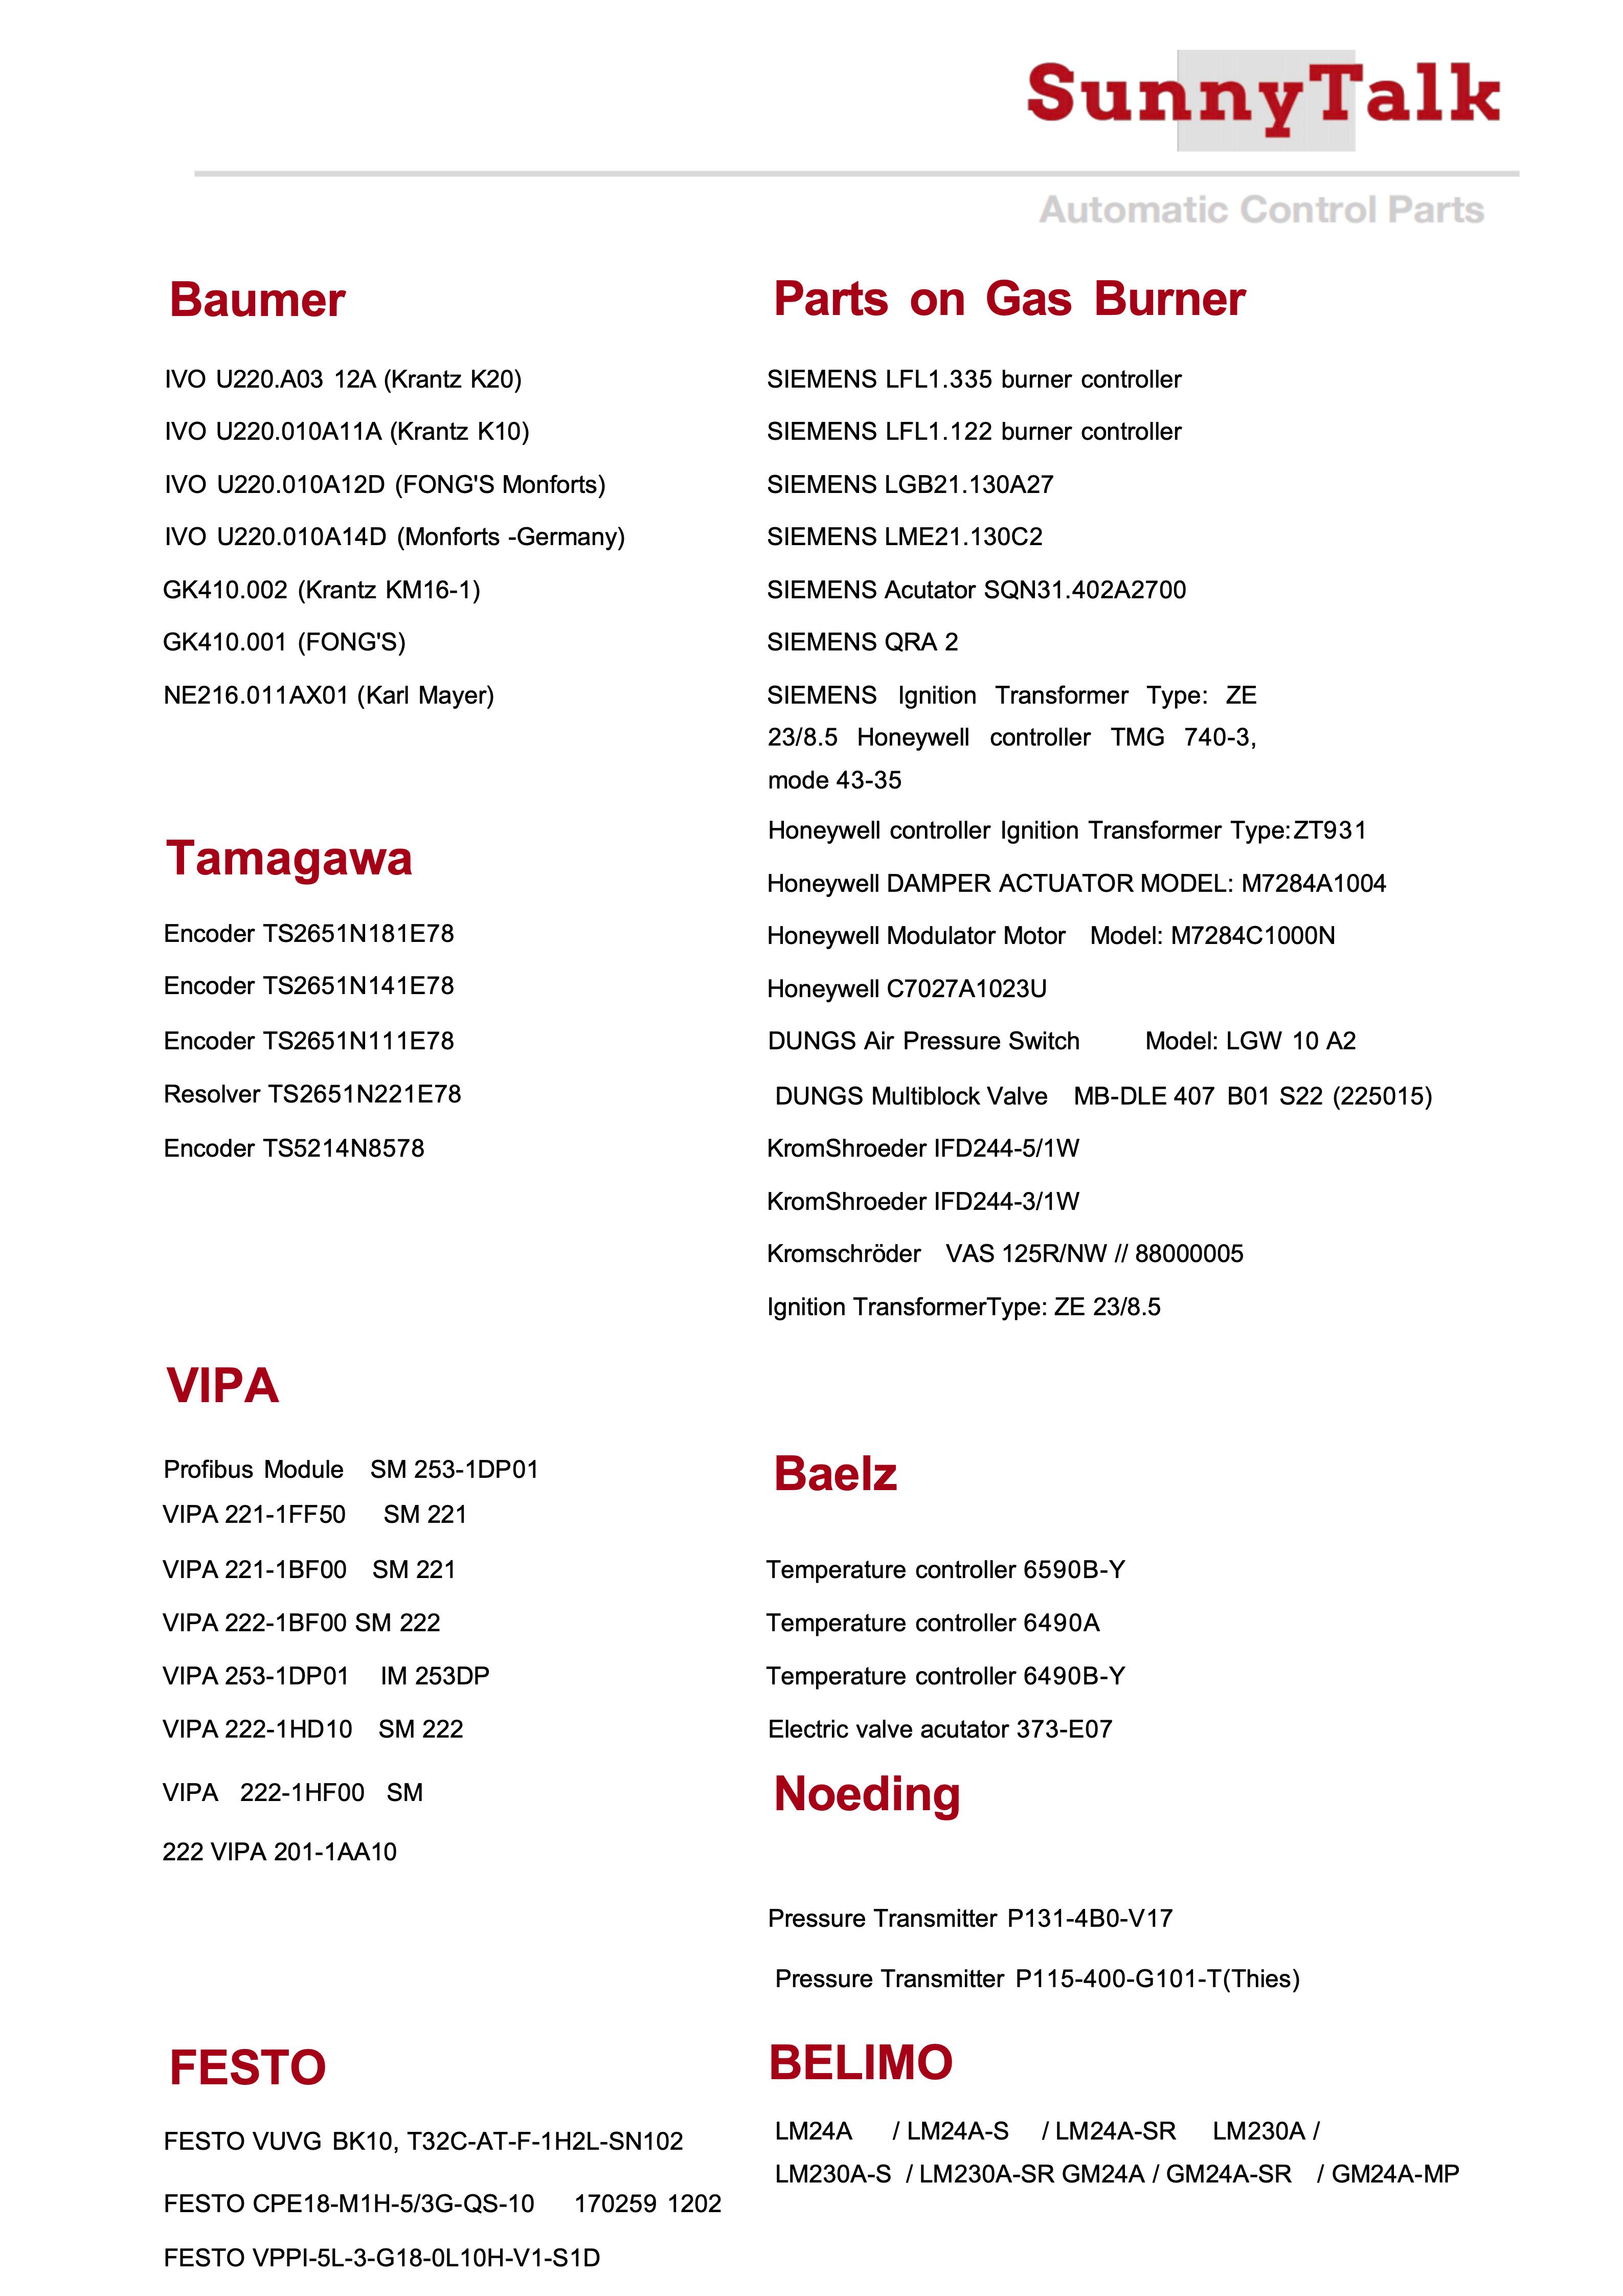 SunnyTalk
Automatic Control Parts
Baumer
IVO U220.A03 12A (Krantz K20)
IVO U220.010A11A (Krantz K10)
IVO U220.010A12D (FONG'S Monforts)
IVO U220.010A14D (Monforts -Germany)
GK410.002 (Krantz KM16-1)
GK410.001 (FONG'S)
NE216.011AX01 (Karl Mayer)
Tamagawa
Encoder TS2651N181E78
Encoder TS2651N141E78
Encoder TS2651N111E78
Resolver TS2651N221E78
Encoder TS5214N8578
VIPA
Profibus Module SM 253-1DP01
VIPA 221-1FF50 SM 221
VIPA 221-1BF00 SM 221
VIPA 222-1BF00 SM 222
VIPA 253-1DP01 IM 253DP
VIPA 222-1HD10 SM 222
VIPA 222-1HF00 SM
222 VIPA 201-1AA10
FESTO
FESTO VUVG BK10, T32C-AT-F-1H2L-SN102
FESTO CPE18-M1H-5/3G-QS-10 170259 1202
FESTO VPPI-5L-3-G18-0L10H-V1-S1D
Parts on Gas Burner
SIEMENS LFL1.335 burner controller
SIEMENS LFL1.122 burner controller
SIEMENS LGB21.130A27
SIEMENS LME21.130C2
SIEMENS Acutator SQN31.402A2700
SIEMENS QRA 2
SIEMENS Ignition Transformer Type: ZE
23/8.5 Honeywell controller TMG 740-3,
mode 43-35
Honeywell controller Ignition Transformer Type:ZT931
Honeywell DAMPER ACTUATOR MODEL: M7284A1004
Honeywell Modulator Motor Model: M7284C1000N
Honeywell C7027A1023U
DUNGS Air Pressure Switch Model: LGW 10 A2
DUNGS Multiblock Valve MB-DLE 407 B01 S22 (225015)
KromShroeder IFD244-5/1W
KromShroeder IFD244-3/1W
Kromschröder VAS 125R/NW // 88000005
Ignition TransformerType: ZE 23/8.5
Baelz
Temperature controller 6590B-Y
Temperature controller 6490A
Temperature controller 6490B-Y
Electric valve acutator 373-E07
Noeding
Pressure Transmitter P131-4B0-V17
Pressure Transmitter P115-400-G101-T(Thies)
BELIMO
LM24A / LM24A-S / LM24A-SR LM230A /
LM230A-S / LM230A-SR GM24A / GM24A-SR / GM24A-MP